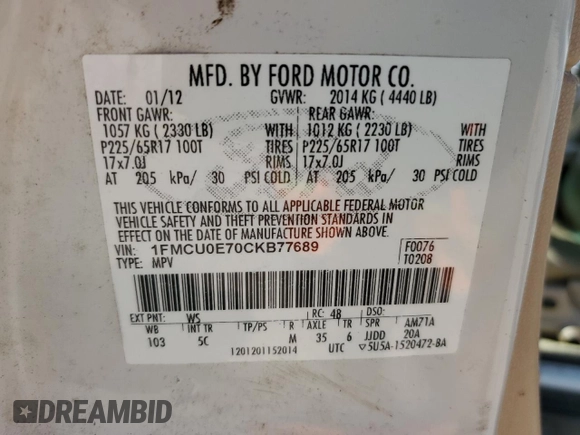 MFD. BY FORD MOTOR CO.
DATE: 01/12 GVWR: 2014 KG ( 4440 LB)
FRONT GAWR: REAR GAWR:
1057 KG ( 2330 LB) WITH 1012 KG ( 2230 LB) WITH
P225/65R17 100T TIRES P225/65R17 100T TIRES
17x7.0J RIMS 17x7.0J RIMS
AT 205 kPa/ 30 PSI COLD AT 205 kPa/ 30 PSI COLD
THIS VEHICLE CONFORMS TO ALL APPLICABLE FEDERAL MOTOR
VEHICLE SAFETY AND THEFT PREVENTION STANDARDS IN
EFFECT ON THE DATE OF MANUFACTURE SHOWN ABOVE.
VIN: 1FMCU0E70CKB77689 F0076
TYPE: MPV T0208
EXT PNT: WS RC: 48 DSO:
WB INT TR TP/PS R AXLE TR SPR AM71A
103 5C M 35 6 JJDD 20A
1201201152014 UTC 5U5A-1520472-BA
DREAMBID